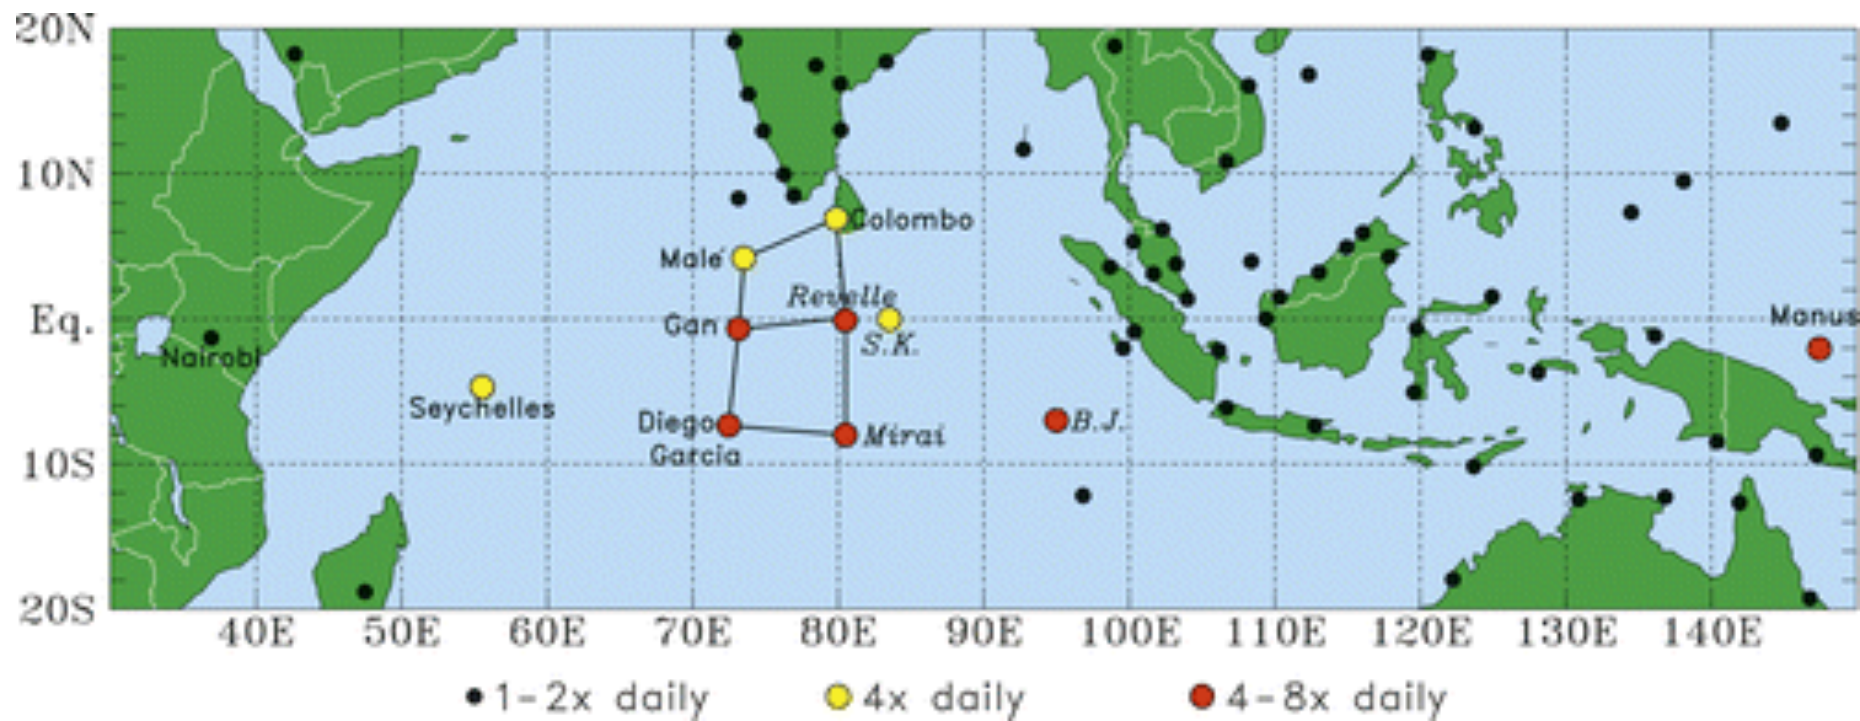 20N
10N
Colombo
Malé
Revelle
Eq.
Gan
S.K.
Manus
Nairobi
Seychelles
Diego
Garcia
Mirai
B.J.
10S
20S
40E 50E 60E 70E 80E 90E 100E 110E 120E 130E 140E
1-2x daily 4x daily 4-8x daily